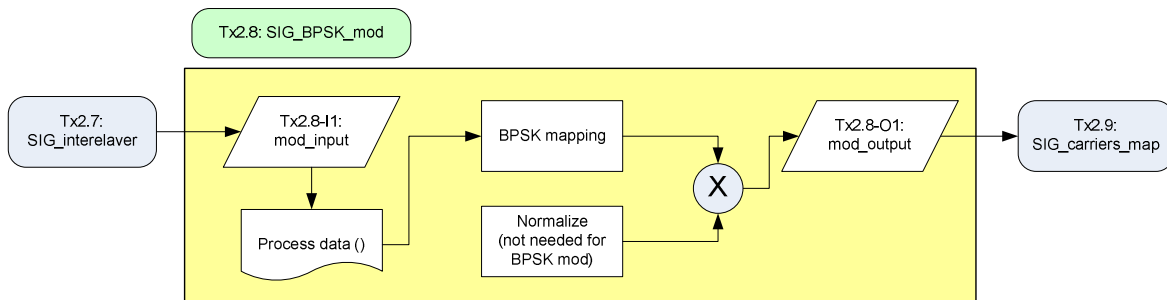 Tx2.8: SIG_BPSK_mod
Tx2.7:
SIG_interelaver
Tx2.8-I1:
mod_input
Process data ()
BPSK mapping
Normalize
(not needed for
BPSK mod)
X
Tx2.8-O1:
mod_output
Tx2.9:
SIG_carriers_map